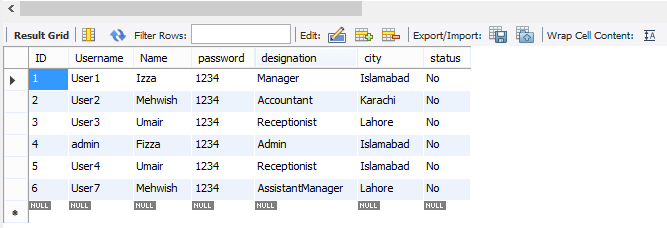 Result Grid Filter Rows: Edit: Export/Import: Wrap Cell Content: IA
ID Username Name password designation city status
1 User1 Izza 1234 Manager Islamabad No
2 User2 Mehwish 1234 Accountant Karachi No
3 User3 Umair 1234 Receptionist Lahore No
4 admin Fizza 1234 Admin Islamabad No
5 User4 Umair 1234 Receptionist Islamabad No
6 User7 Mehwish 1234 AssistantManager Lahore No
NULL NULL NULL NULL NULL NULL NULL